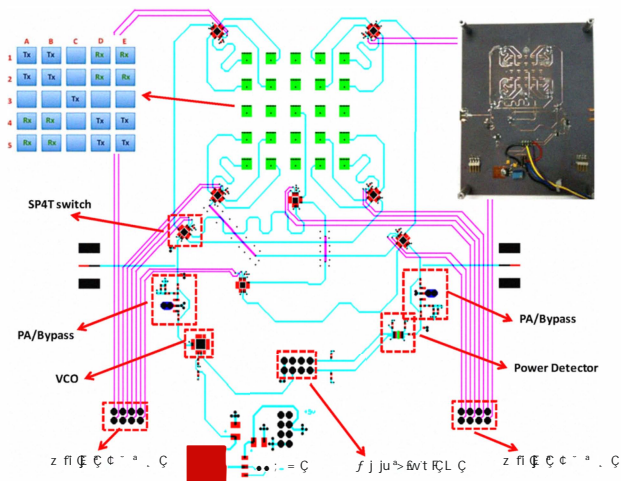 A B C D E
1 Tx Tx Rx Rx
2 Tx Tx Rx Rx
3 Tx
4 Rx Rx Tx Tx
5 Rx Rx Tx Tx
SP4T switch
PA/Bypass
PA/Bypass
VCO
Power Detector